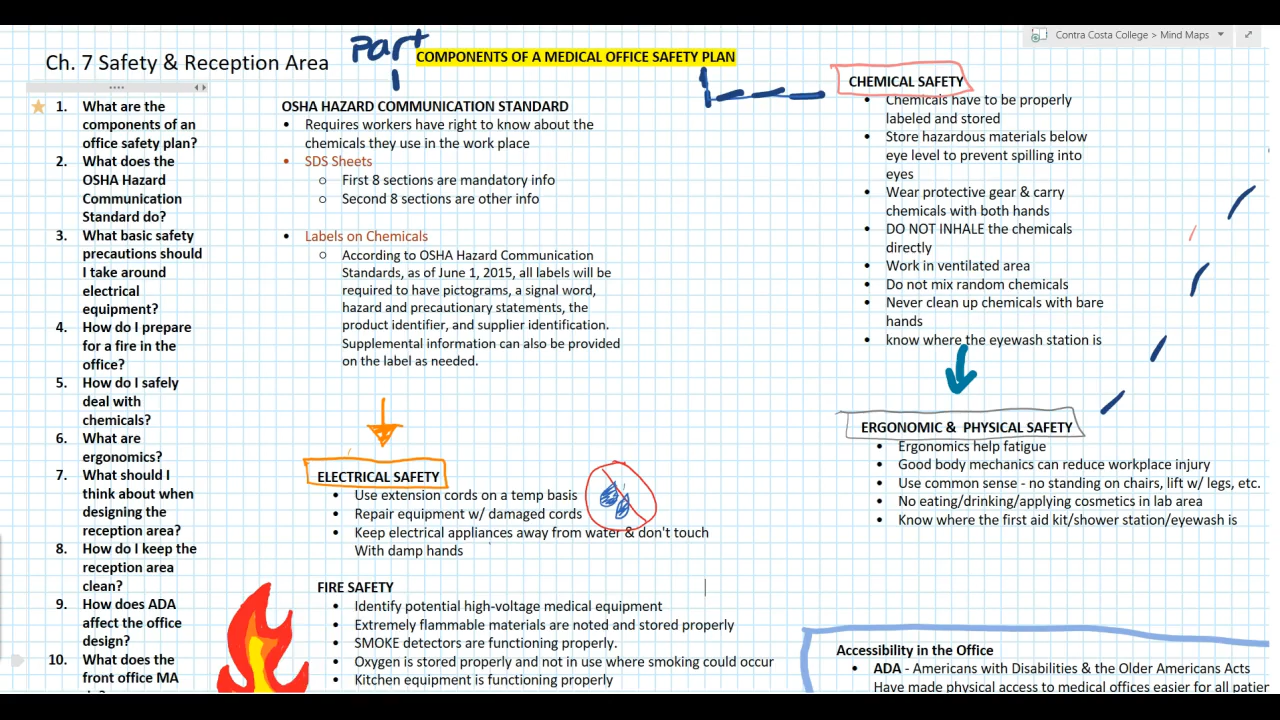 Contra Costa College > Mind Maps
Ch. 7 Safety & Reception Area
1. What are the
components of an
office safety plan?
2. What does the
OSHA Hazard
Communication
Standard do?
3. What basic safety
precautions should
I take around
electrical
equipment?
4. How do I prepare
for a fire in the
office?
5. How do I safely
deal with
chemicals?
6. What are
ergonomics?
7. What should I
think about when
designing the
reception area?
8. How do I keep the
reception area
clean?
9. How does ADA
affect the office
design?
10. What does the
front office MA
Part
1
COMPONENTS OF A MEDICAL OFFICE SAFETY PLAN
OSHA HAZARD COMMUNICATION STANDARD
• Requires workers have right to know about the
chemicals they use in the work place
• SDS Sheets
○ First 8 sections are mandatory info
○ Second 8 sections are other info
• Labels on Chemicals
○ According to OSHA Hazard Communication
Standards, as of June 1, 2015, all labels will be
required to have pictograms, a signal word,
hazard and precautionary statements, the
product identifier, and supplier identification.
Supplemental information can also be provided
on the label as needed.
ELECTRICAL SAFETY
• Use extension cords on a temp basis
• Repair equipment w/ damaged cords
• Keep electrical appliances away from water & don't touch
With damp hands
FIRE SAFETY
• Identify potential high-voltage medical equipment
• Extremely flammable materials are noted and stored properly
• SMOKE detectors are functioning properly.
• Oxygen is stored properly and not in use where smoking could occur
• Kitchen equipment is functioning properly
CHEMICAL SAFETY
• Chemicals have to be properly
labeled and stored
• Store hazardous materials below
eye level to prevent spilling into
eyes
• Wear protective gear & carry
chemicals with both hands
• DO NOT INHALE the chemicals
directly
• Work in ventilated area
• Do not mix random chemicals
• Never clean up chemicals with bare
hands
• know where the eyewash station is
ERGONOMIC & PHYSICAL SAFETY
• Ergonomics help fatigue
• Good body mechanics can reduce workplace injury
• Use common sense - no standing on chairs, lift w/ legs, etc.
• No eating/drinking/applying cosmetics in lab area
• Know where the first aid kit/shower station/eyewash is
Accessibility in the Office
• ADA - Americans with Disabilities & the Older Americans Acts
Have made physical access to medical offices easier for all patier